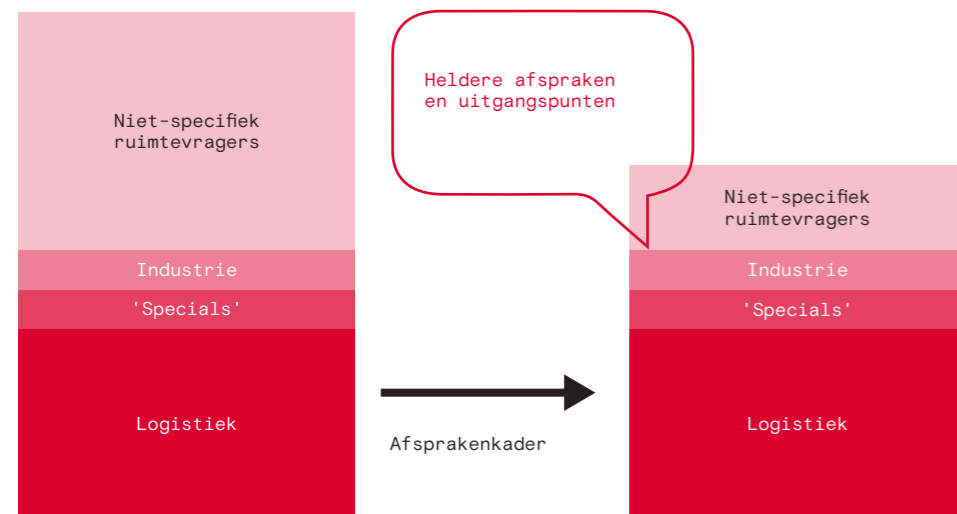 Niet-specifiek
ruimtevragers
Industrie
'Specials'
Logistiek
Heldere afspraken
en uitgangspunten
Afsprakenkader
Niet-specifiek
ruimtevragers
Industrie
'Specials'
Logistiek